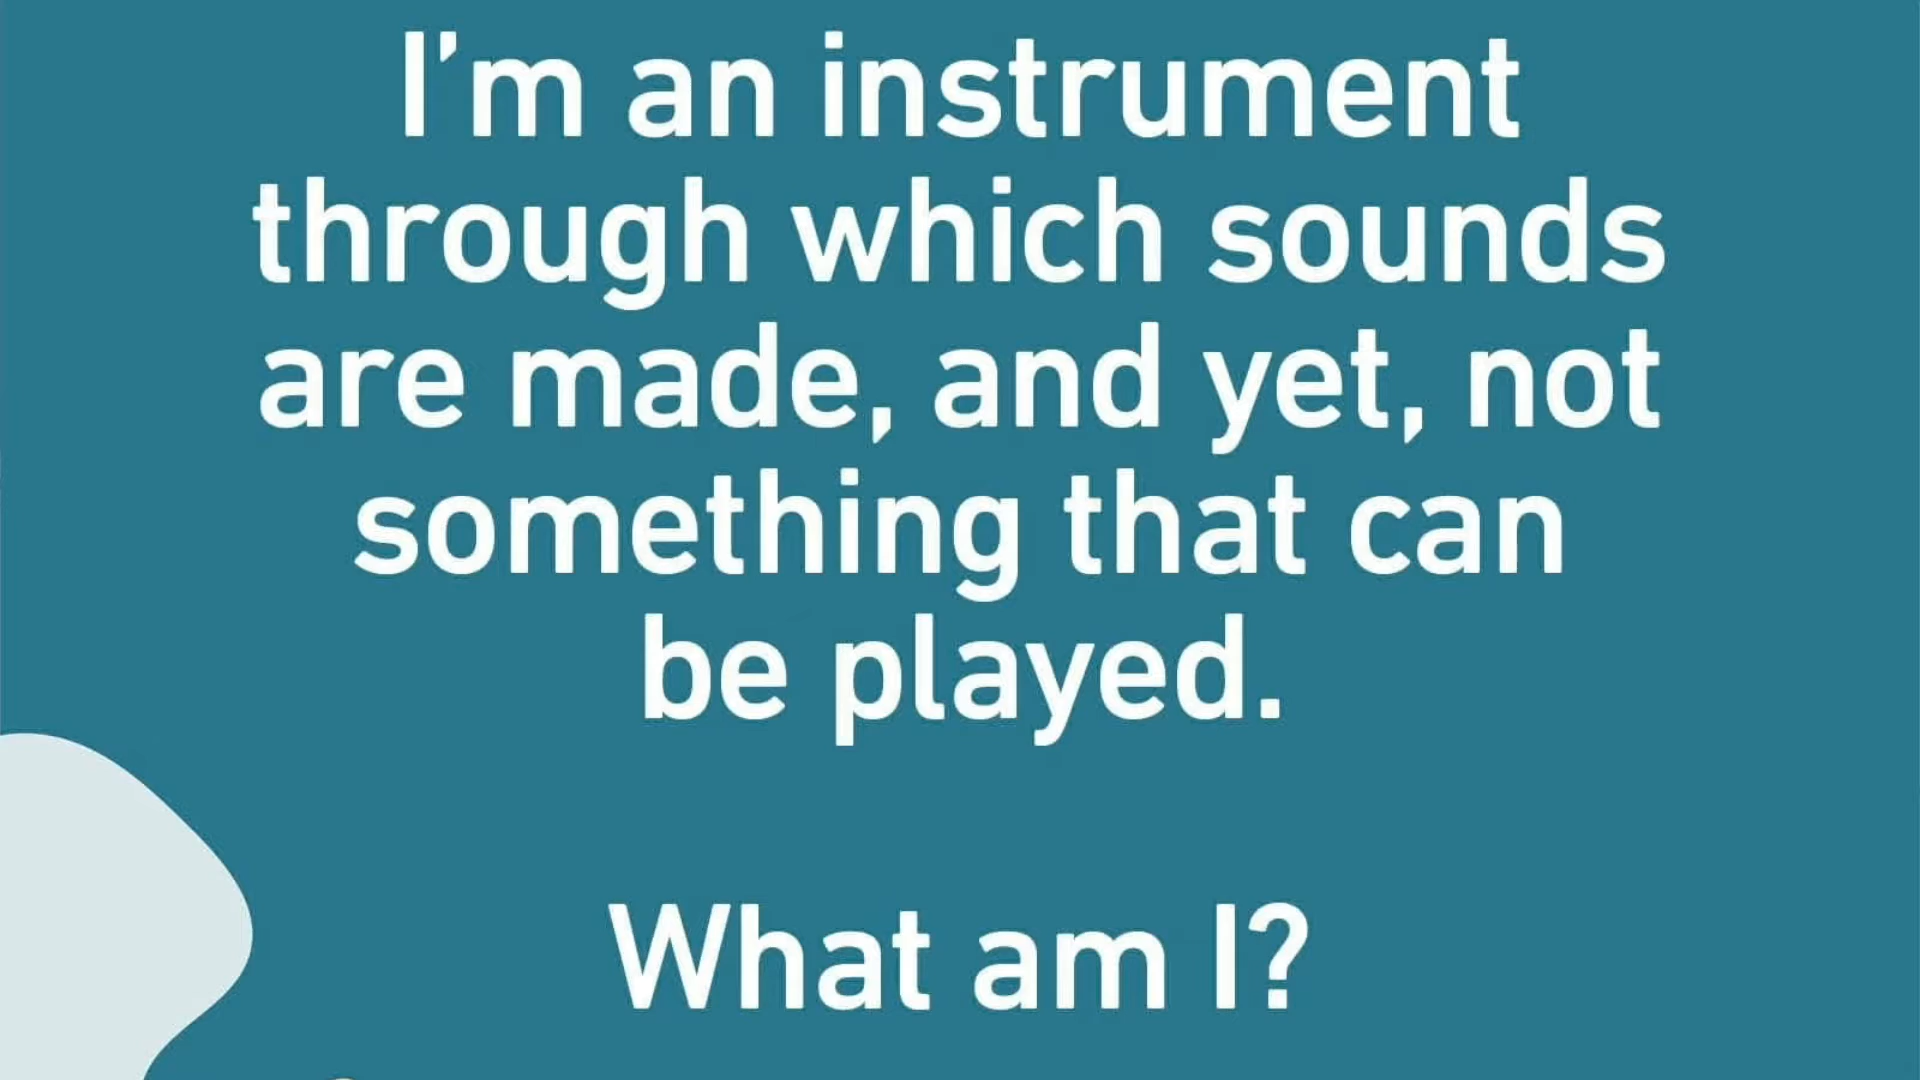 I’m an instrument
through which sounds
are made, and yet, not
something that can
be played.
What am I?